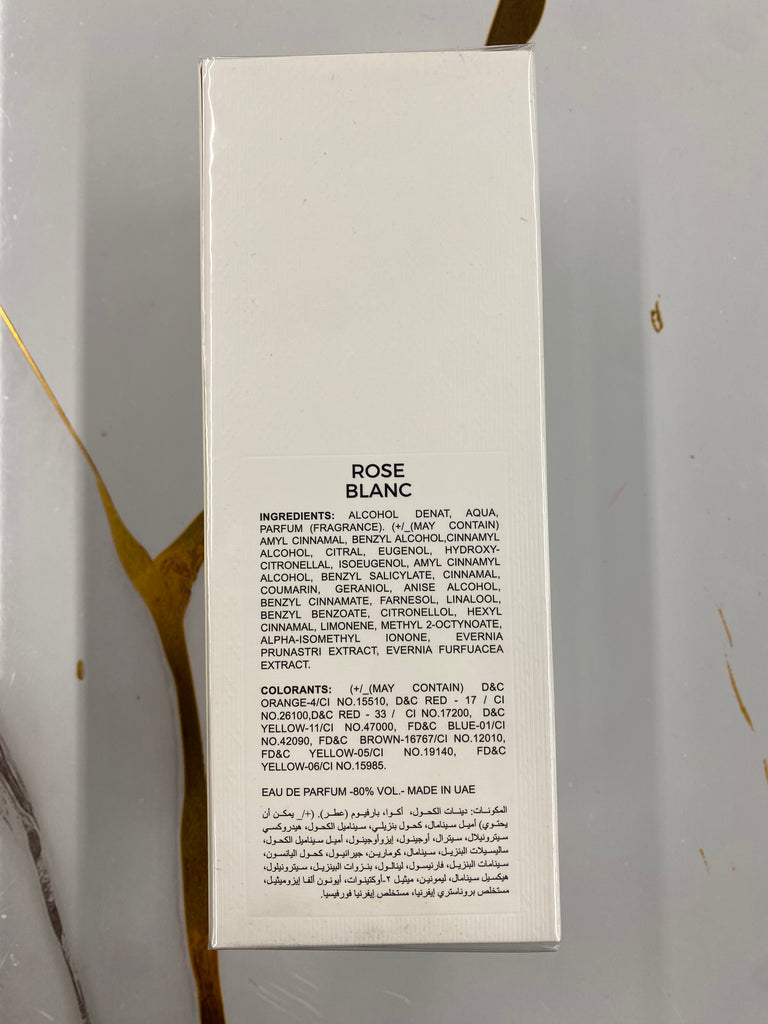 ROSE
BLANC
INGREDIENTS: ALCOHOL DENAT, AQUA,
PARFUM (FRAGRANCE). (+/_(MAY CONTAIN)
AMYL CINNAMAL, BENZYL ALCOHOL,CINNAMYL
ALCOHOL, CITRAL, EUGENOL, HYDROXY-
CITRONELLAL, ISOEUGENOL, AMYL CINNAMYL
ALCOHOL, BENZYL SALICYLATE, CINNAMAL,
COUMARIN, GERANIOL, ANISE ALCOHOL,
BENZYL CINNAMATE, FARNESOL, LINALOOL,
BENZYL BENZOATE, CITRONELLOL, HEXYL
CINNAMAL, LIMONENE, METHYL 2-OCTYNOATE,
ALPHA-ISOMETHYL IONONE, EVERNIA
PRUNASTRI EXTRACT, EVERNIA FURFUACEA
EXTRACT.
COLORANTS: (+/_(MAY CONTAIN) D&C
ORANGE-4/CI NO.15510, D&C RED - 17 / CI
NO.26100,D&C RED - 33 / CI NO.17200, D&C
YELLOW-11/CI NO.47000, FD&C BLUE-01/CI
NO.42090, FD&C BROWN-16767/CI NO.12010,
FD&C YELLOW-05/CI NO.19140, FD&C
YELLOW-06/CI NO.15985.
EAU DE PARFUM -80% VOL.- MADE IN UAE
المكونات: دينات الكحول، أكوا، بارفيوم (عطر). (+/_ يمكن أن
يحتوي) أميل سينامال، كحول بنزيلي، سيناميل الكحول، هيدروكسي
سيترونيلال، سيترال، أوجينول، إيزوأوجينول، أميل سيناميل الكحول،
ساليسيلات البنزيل، سينامال، كومارين، جيرانيول، كحول اليانسون،
سينامات البنزيل، فارنيسول، لينالول، بنزوات البينزيل، سيترونيلول،
هيكسيل سينامال، ليمونين، ميثيل ٢-أوكتينوات، أيونون ألفا إيزوميثيل،
مستخلص بروناستري إيفرنيا، مستخلص إيفرنيا فورفيسيا.